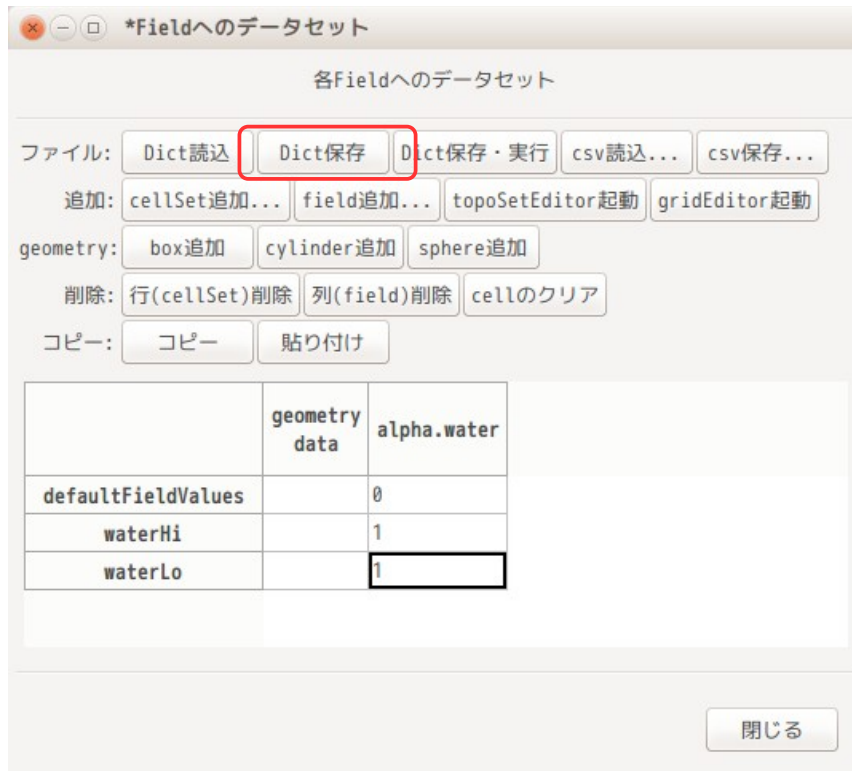 *Fieldへのデータセット
各Fieldへのデータセット
ファイル: Dict読込 Dict保存 Dict保存・実行 csv読込... csv保存...
追加: cellSet追加... field追加... topoSetEditor起動 gridEditor起動
geometry: box追加 cylinder追加 sphere追加
削除: 行(cellSet)削除 列(field)削除 cellのクリア
コピー: コピー 貼り付け
geometry
data
alpha.water
defaultFieldValues 0
waterHi 1
waterLo 1
閉じる